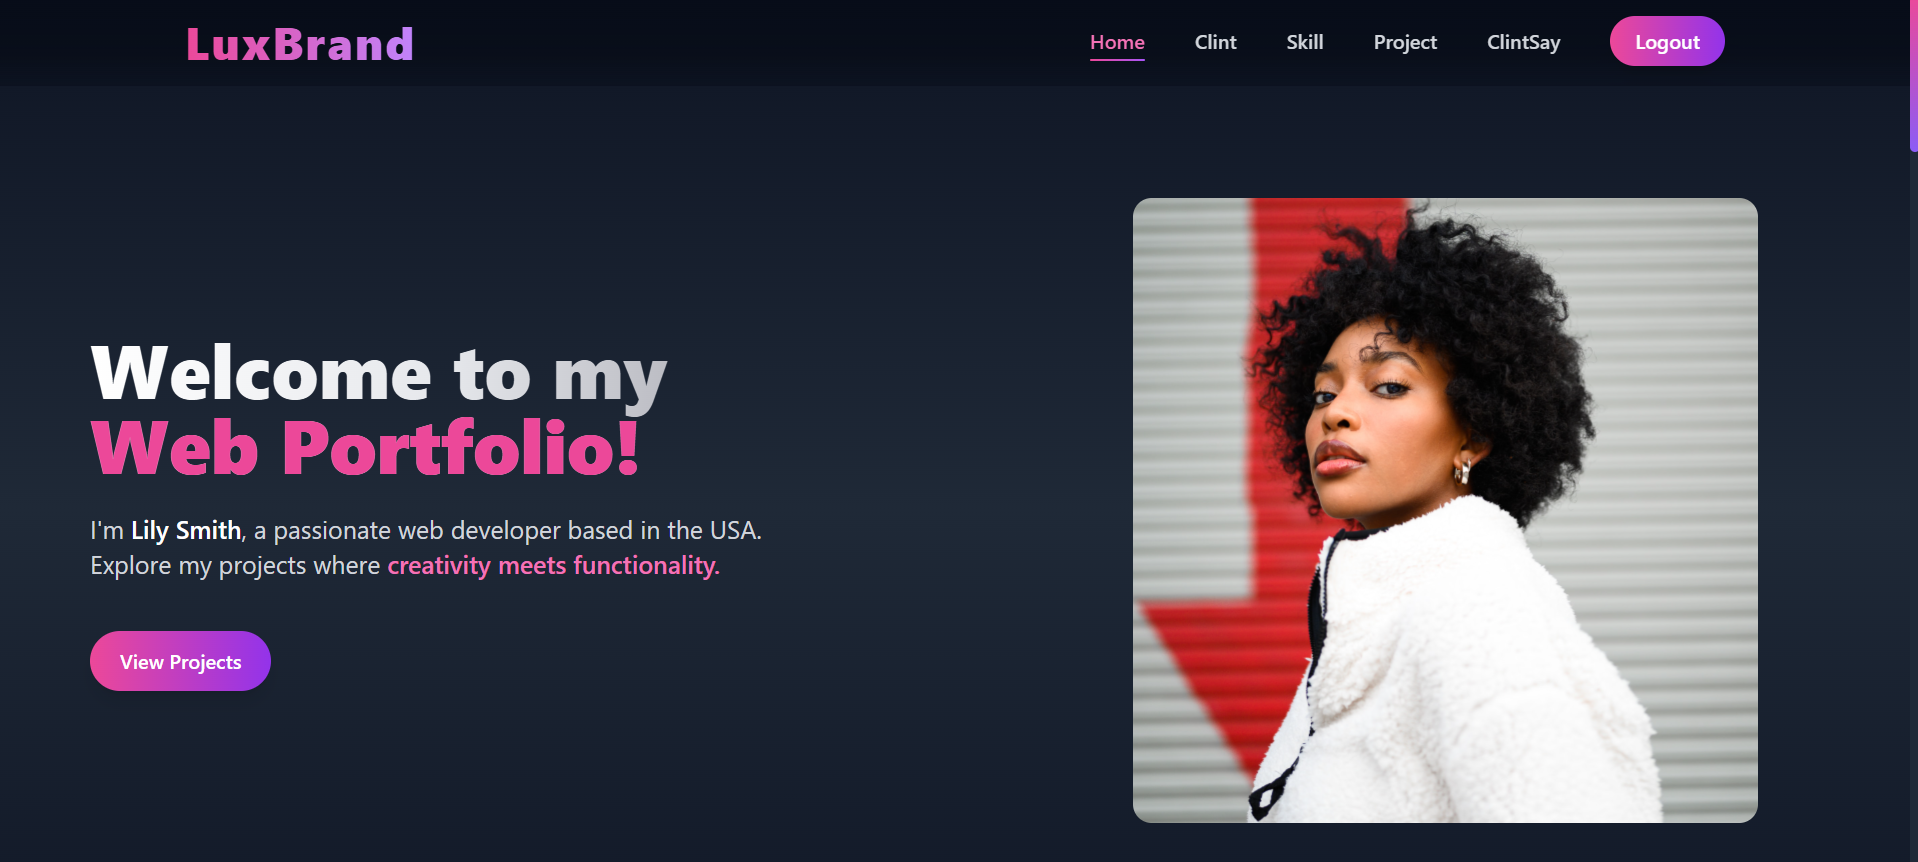 LuxBrand
Home
Clint
Skill
Project
ClintSay
Logout
Welcome to my
Web Portfolio!
I'm Lily Smith, a passionate web developer based in the USA.
Explore my projects where creativity meets functionality.
View Projects